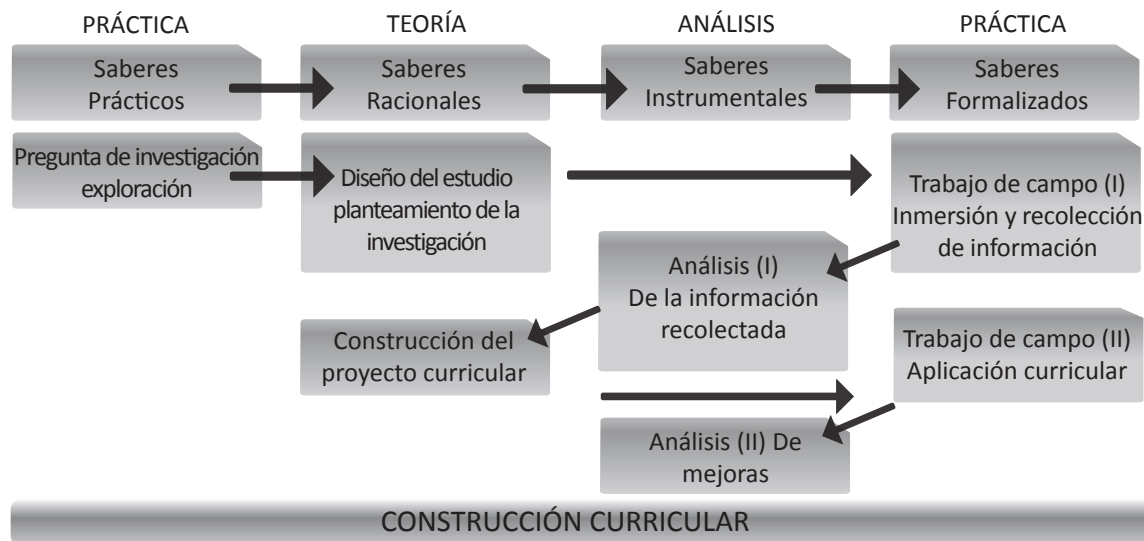 PRÁCTICA
TEORÍA
ANÁLISIS
PRÁCTICA
Saberes
Prácticos
Saberes
Racionales
Saberes
Instrumentales
Saberes
Formalizados
Pregunta de investigación
exploración
Diseño del estudio
planteamiento de la
investigación
Trabajo de campo (I)
Inmersión y recolección
de información
Análisis (I)
De la información
recolectada
Construcción del
proyecto curricular
Trabajo de campo (II)
Aplicación curricular
Análisis (II) De
mejoras
CONSTRUCCIÓN CURRICULAR